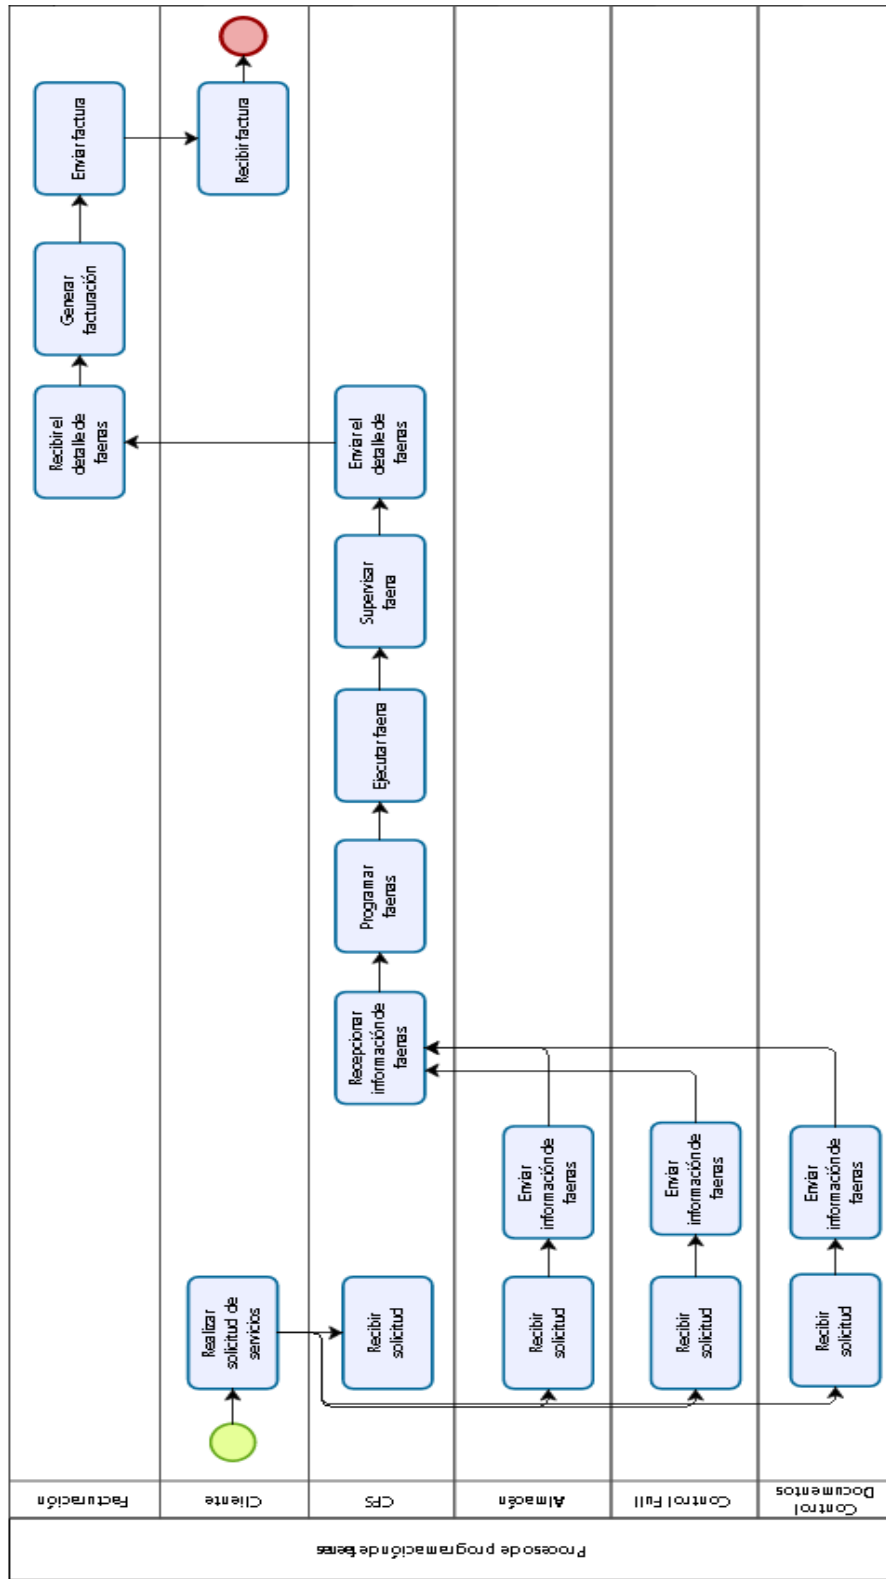 Proceso de programación de faenas
Facturación
Recibir el
detalle de
faenas
Generar
facturación
Enviar factura
Cliente
Realizar
solicitud de
servicios
Recibir factura
CFS
Recibir
solicitud
Recepcionar
información de
faenas
Programar
faenas
Ejecutar faena
Supervisar
faena
Enviar el
detalle de
faenas
Almacén
Recibir
solicitud
Enviar
información de
faenas
Control Full
Recibir
solicitud
Enviar
información de
faenas
Control
Documentos
Recibir
solicitud
Enviar
información de
faenas